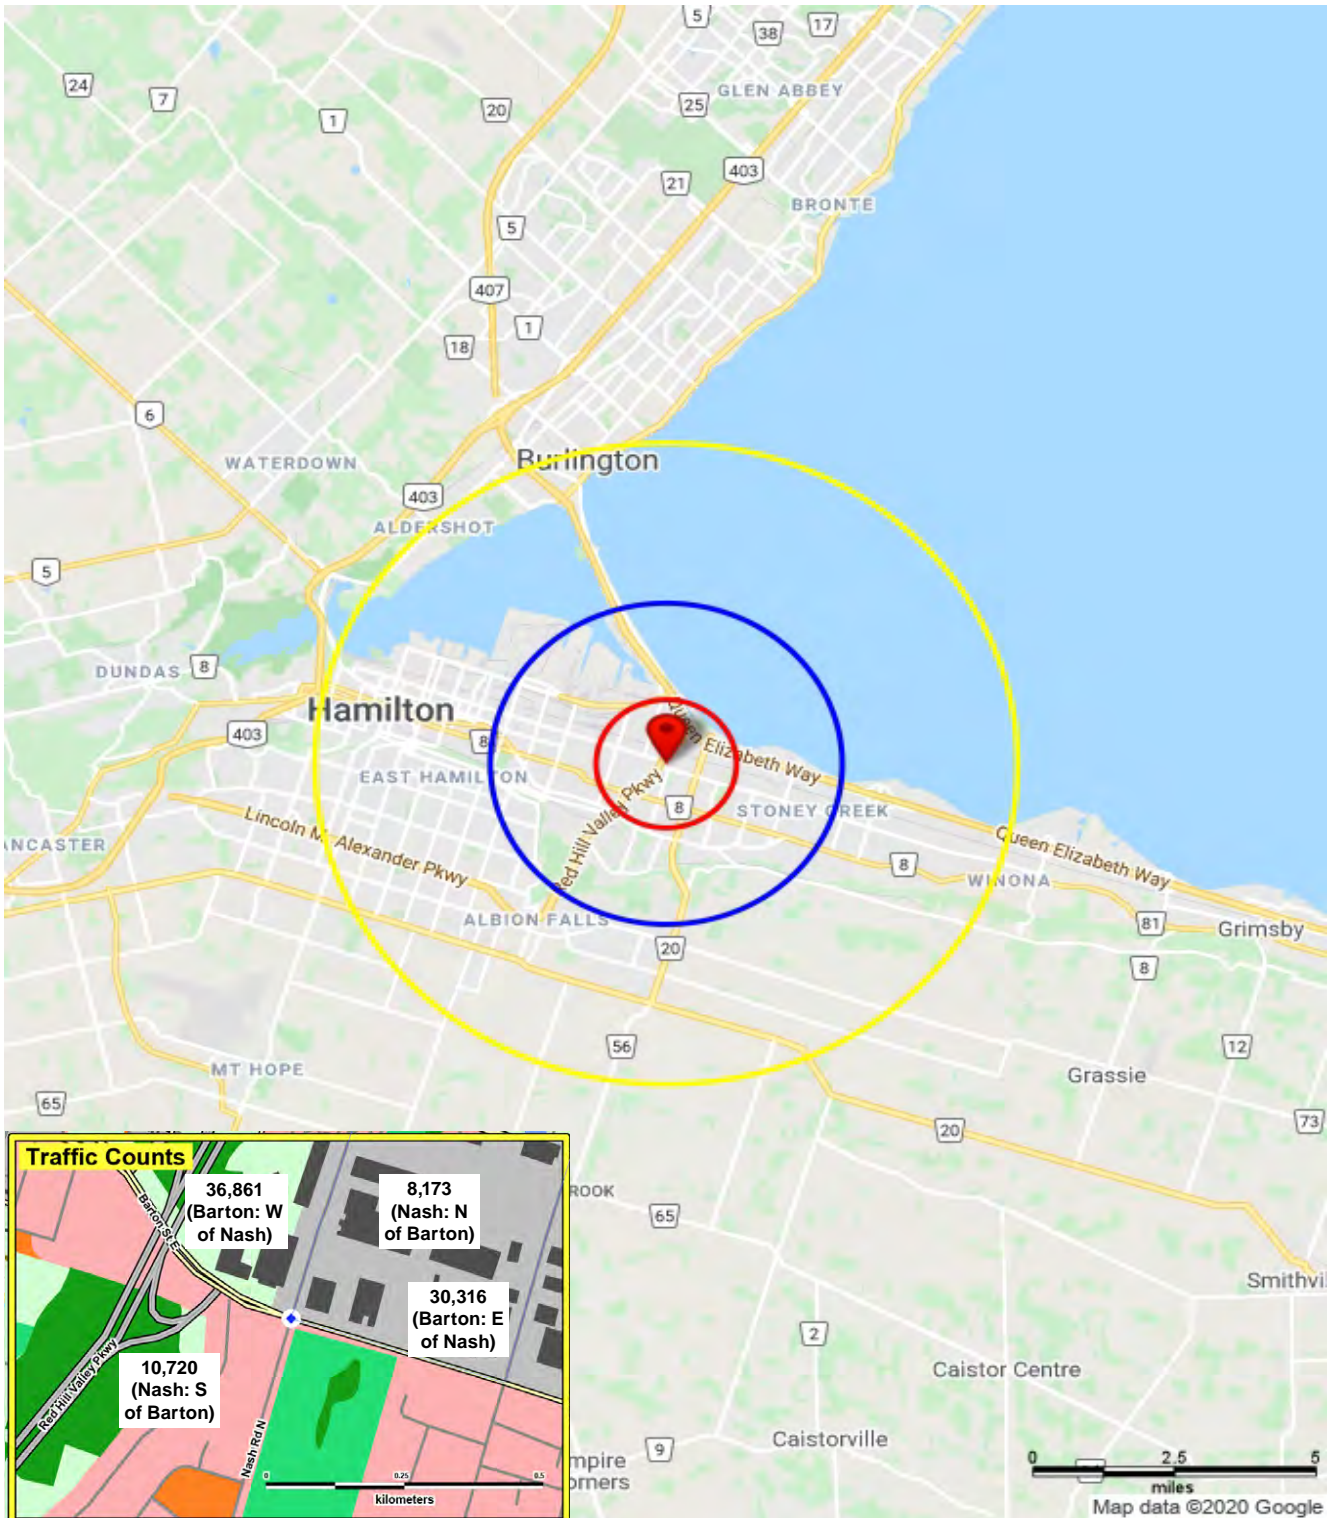 5
38
17
24
7
GLEN ABBEY
20
25
1
403
21
BRONTE
5
407
1
18
6
Burlington
WATERDOWN
403
ALDERSHOT
5
DUNDAS
8
Hamilton
403
8
Queen Elizabeth Way
EAST HAMILTON
Red Hill Valley Pkwy
8
STONEY CREEK
Lincoln M. Alexander Pkwy
ANCASTER
Queen Elizabeth Way
8
WINONA
ALBION FALLS
81
Grimsby
20
8
56
12
MT HOPE
Grassie
65
73
20
ROOK
65
Smithvi
2
Caistor Centre
Caistorville
9
mpire
orners
Traffic Counts
36,861
(Barton: W
of Nash)
8,173
(Nash: N
of Barton)
Barton St E
30,316
(Barton: E
of Nash)
10,720
(Nash: S
of Barton)
Red Hill Valley Pkwy
Nash Rd N
0 0.25 0.5
kilometers
0 2.5 5
miles
Map data ©2020 Google